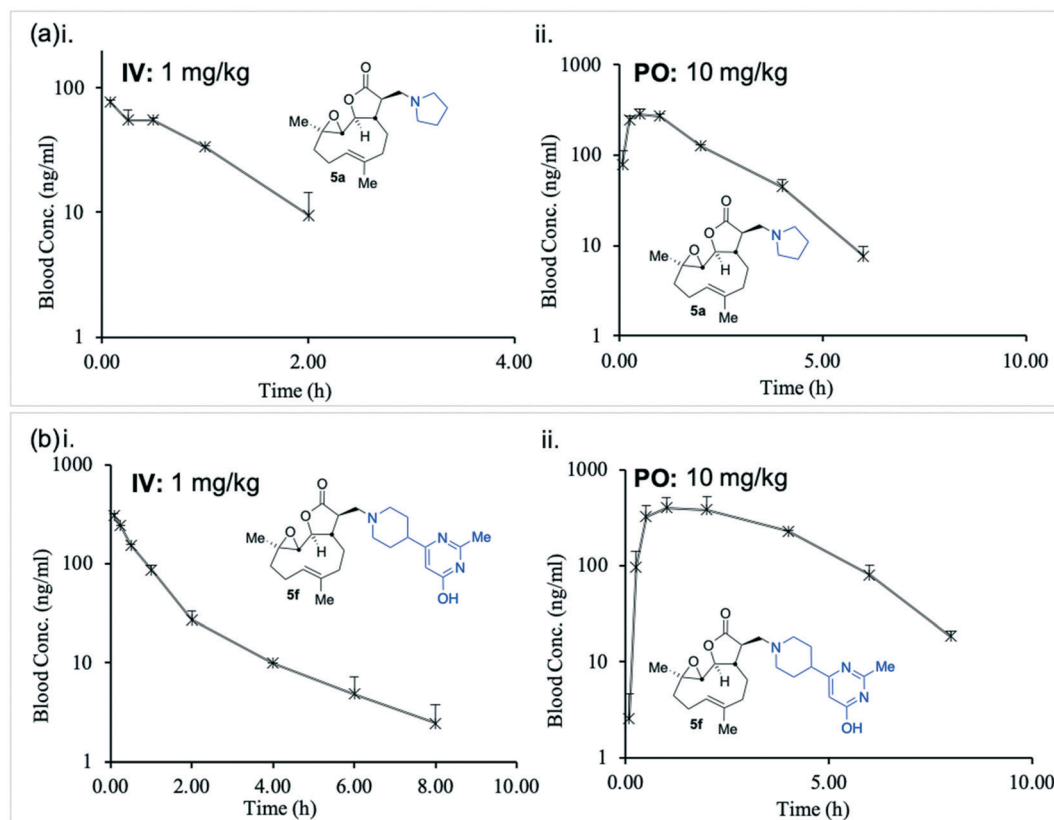 (a)i.
IV: 1 mg/kg
100
10
1
0.00
2.00
4.00
Blood Conc. (ng/ml)
Time (h)
O
O
O
H
N
Me
Me
5a
ii.
PO: 10 mg/kg
1000
100
10
1
0.00
5.00
10.00
Blood Conc. (ng/ml)
Time (h)
O
O
O
H
N
Me
Me
5a
(b)i.
IV: 1 mg/kg
1000
100
10
1
0.00
2.00
4.00
6.00
8.00
10.00
Blood Conc. (ng/ml)
Time (h)
O
O
O
H
N
N
Me
N
Me
Me
OH
5f
ii.
PO: 10 mg/kg
1000
100
10
1
0.00
5.00
10.00
Blood Conc. (ng/ml)
Time (h)
O
O
O
H
N
N
Me
N
Me
Me
OH
5f